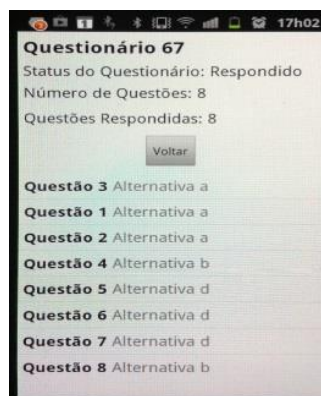 17h02
Questionário 67
Status do Questionário: Respondido
Número de Questões: 8
Questões Respondidas: 8
Voltar
Questão 3 Alternativa a
Questão 1 Alternativa a
Questão 2 Alternativa a
Questão 4 Alternativa b
Questão 5 Alternativa d
Questão 6 Alternativa d
Questão 7 Alternativa d
Questão 8 Alternativa b